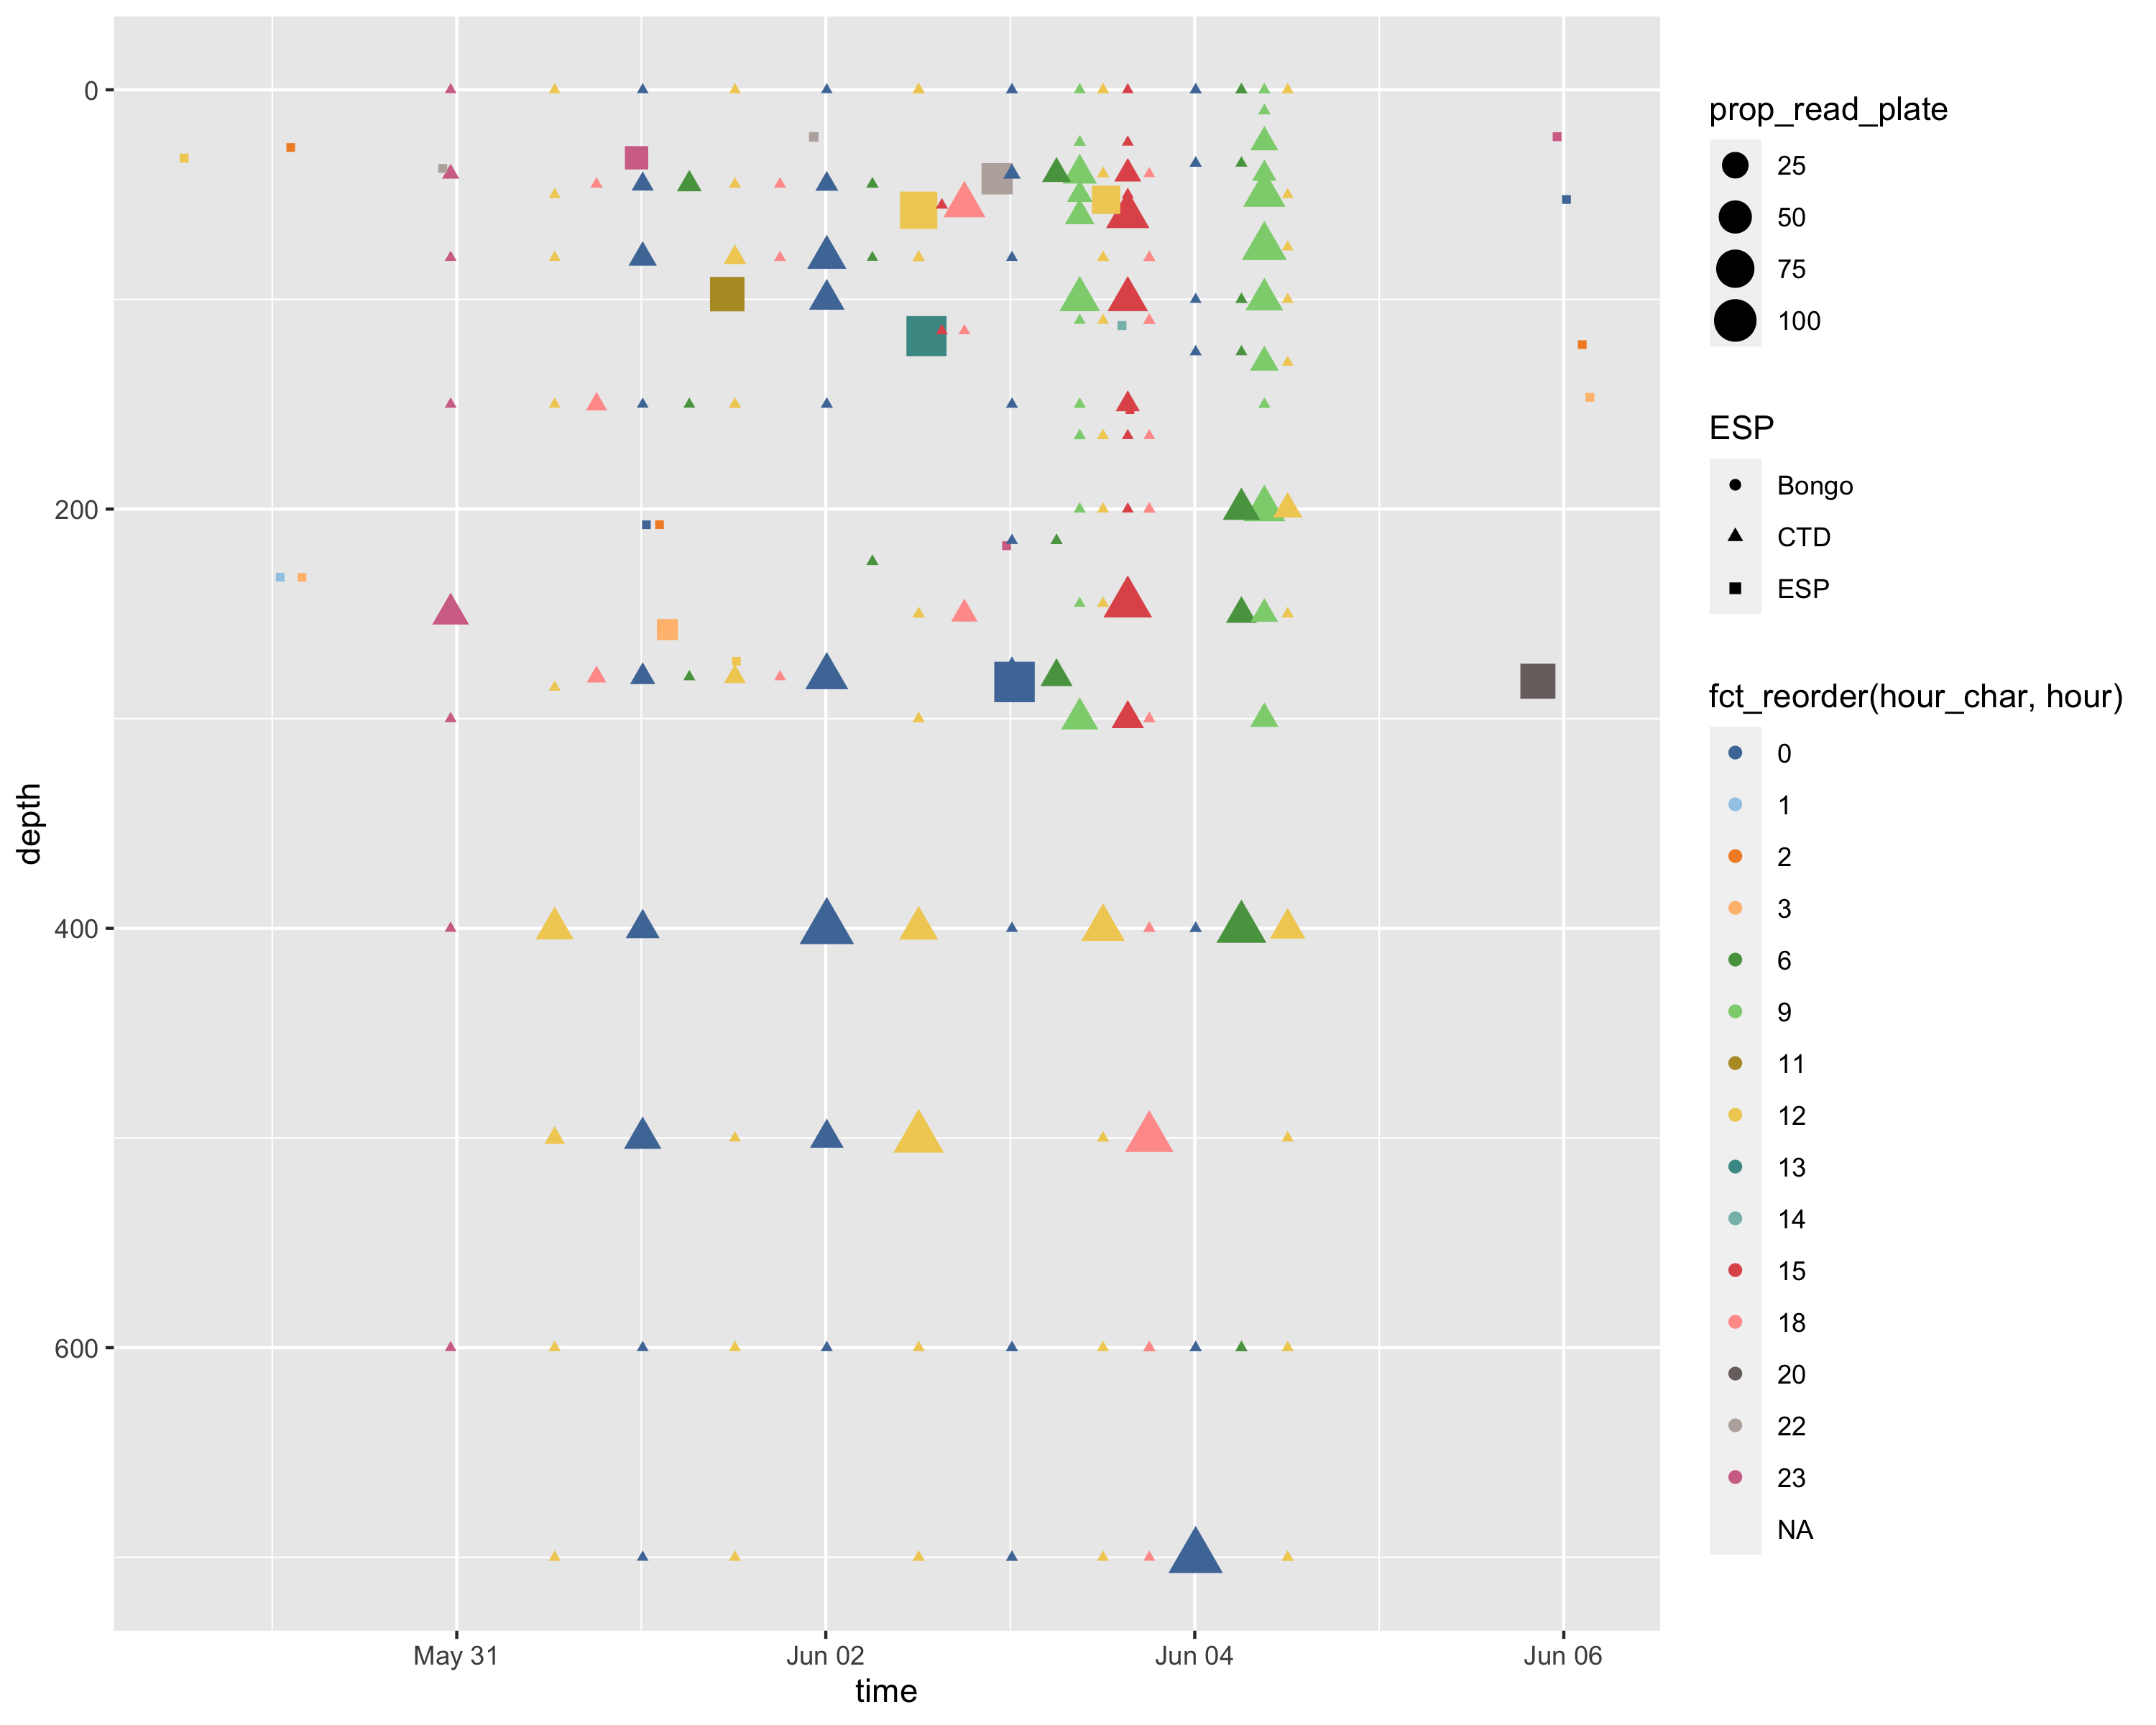 0
200
400
600
depth
May 31
Jun 02
Jun 04
Jun 06
time
prop_read_plate
25
50
75
100
ESP
Bongo
CTD
ESP
fct_reorder(hour_char, hour)
0
1
2
3
6
9
11
12
13
14
15
18
20
22
23
NA